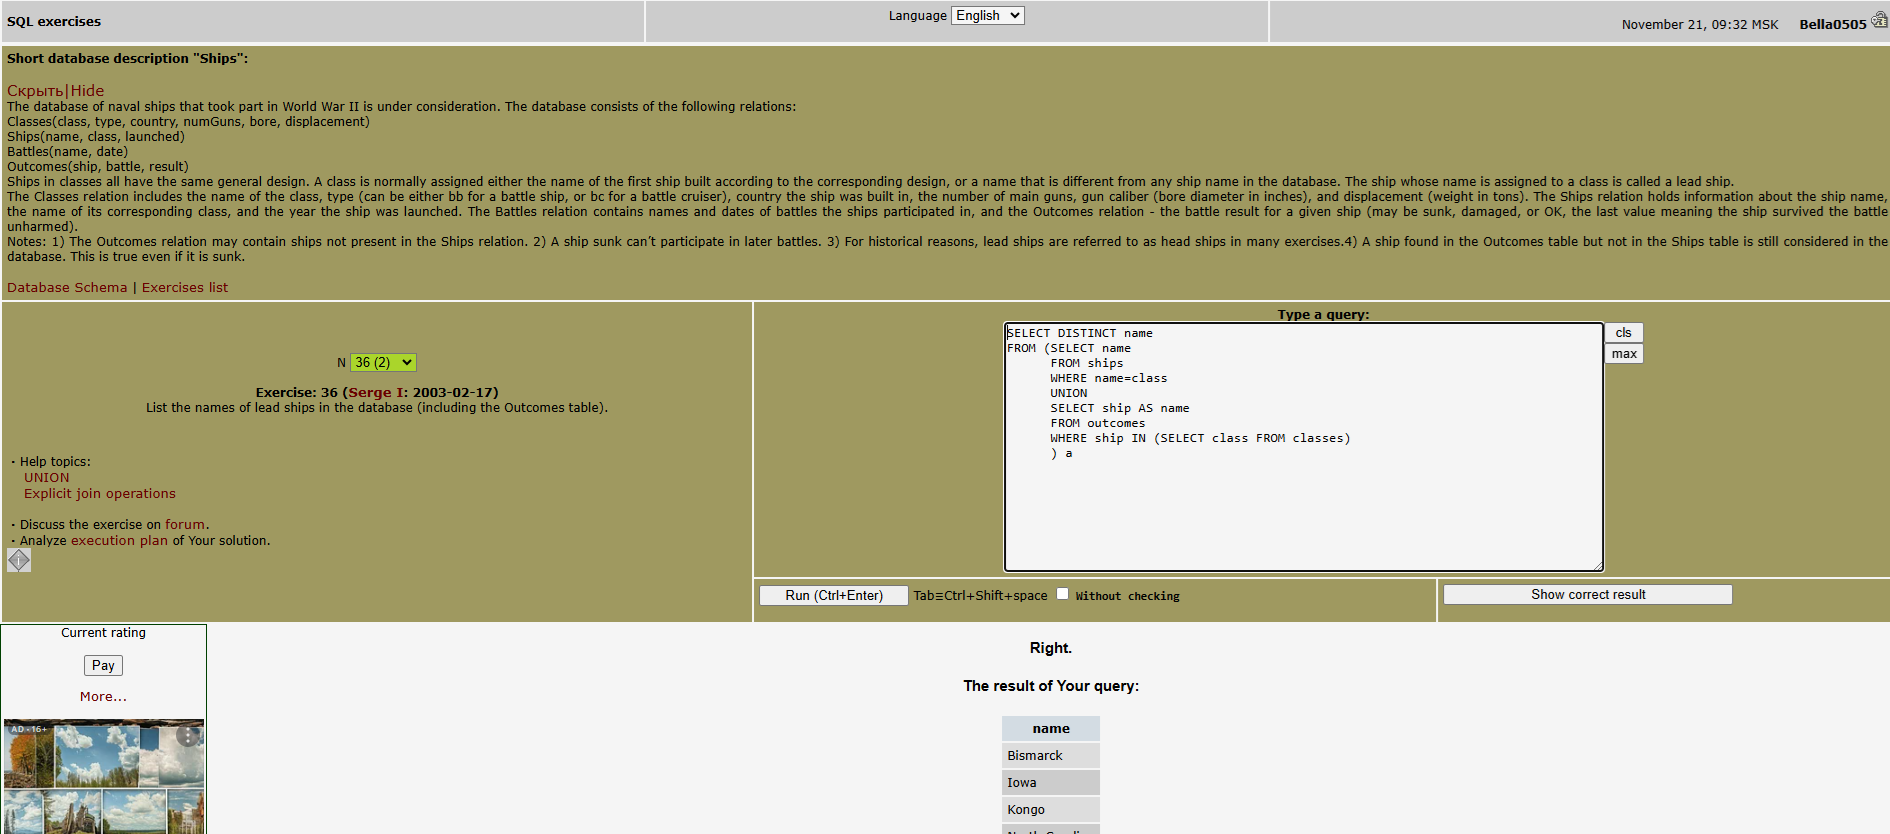 SQL exercises
Language English
November 21, 09:32 MSK Bella0505
Short database description "Ships":
Скрыть|Hide
The database of naval ships that took part in World War II is under consideration. The database consists of the following relations:
Classes(class, type, country, numGuns, bore, displacement)
Ships(name, class, launched)
Battles(name, date)
Outcomes(ship, battle, result)
Ships in classes all have the same general design. A class is normally assigned either the name of the first ship built according to the corresponding design, or a name that is different from any ship name in the database. The ship whose name is assigned to a class is called a lead ship.
The Classes relation includes the name of the class, type (can be either bb for a battle ship, or bc for a battle cruiser), country the ship was built in, the number of main guns, gun caliber (bore diameter in inches), and displacement (weight in tons). The Ships relation holds information about the ship name,
the name of its corresponding class, and the year the ship was launched. The Battles relation contains names and dates of battles the ships participated in, and the Outcomes relation - the battle result for a given ship (may be sunk, damaged, or OK, the last value meaning the ship survived the battle
unharmed).
Notes: 1) The Outcomes relation may contain ships not present in the Ships relation. 2) A ship sunk can’t participate in later battles. 3) For historical reasons, lead ships are referred to as head ships in many exercises.4) A ship found in the Outcomes table but not in the Ships table is still considered in the
database. This is true even if it is sunk.
Database Schema | Exercises list
N 36 (2)
Exercise: 36 (Serge I: 2003-02-17)
List the names of lead ships in the database (including the Outcomes table).
· Help topics:
UNION
Explicit join operations
· Discuss the exercise on forum.
· Analyze execution plan of Your solution.
Type a query:
SELECT DISTINCT name
FROM (SELECT name
FROM ships
WHERE name=class
UNION
SELECT ship AS name
FROM outcomes
WHERE ship IN (SELECT class FROM classes)
) a
cls
max
Run (Ctrl+Enter) Tab≡Ctrl+Shift+space Without checking
Show correct result
Current rating
Pay
More...
AD · 16+
Right.
The result of Your query:
name
Bismarck
Iowa
Kongo